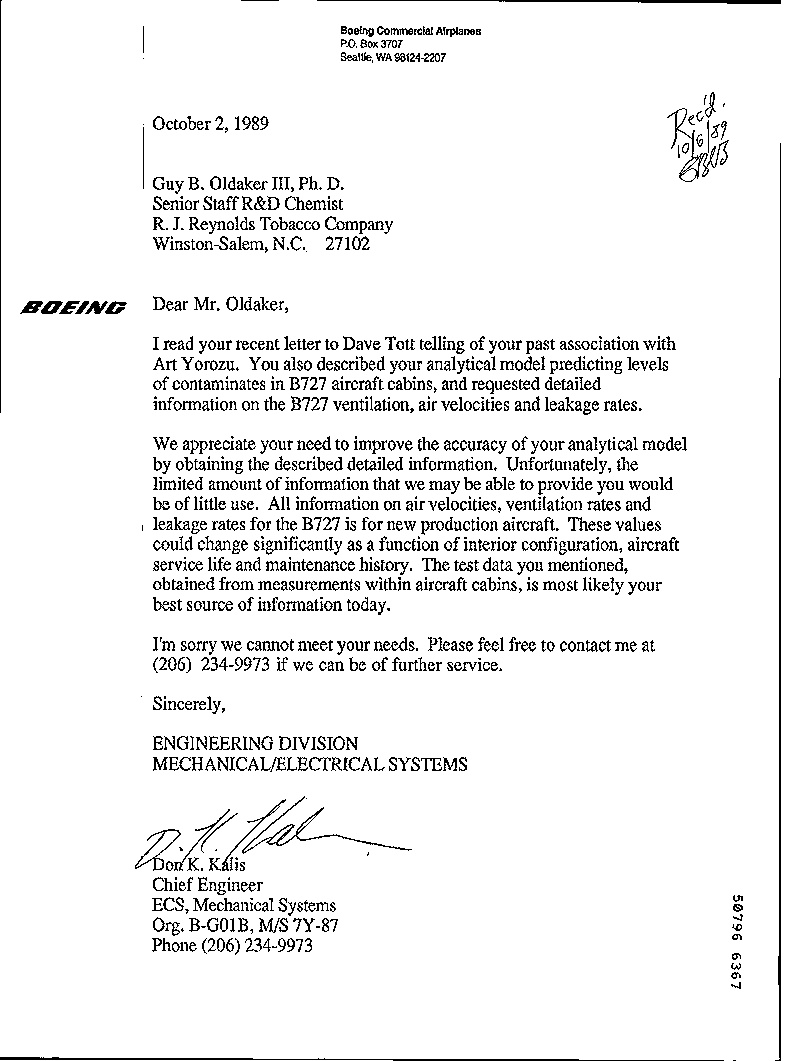 Boeing Commercial Airplanes
P.O. Box 3707
Seattle, WA 98124-2207
Rec'd.
10/6/89
October 2, 1989
Guy B. Oldaker III, Ph. D.
Senior Staff R&D Chemist
R. J. Reynolds Tobacco Company
Winston-Salem, N.C. 27102
BOEING
Dear Mr. Oldaker,
I read your recent letter to Dave Tott telling of your past association with
Art Yorozu. You also described your analytical model predicting levels
of contaminates in B727 aircraft cabins, and requested detailed
information on the B727 ventilation, air velocities and leakage rates.
We appreciate your need to improve the accuracy of your analytical model
by obtaining the described detailed information. Unfortunately, the
limited amount of information that we may be able to provide you would
be of little use. All information on air velocities, ventilation rates and
leakage rates for the B727 is for new production aircraft. These values
could change significantly as a function of interior configuration, aircraft
service life and maintenance history. The test data you mentioned,
obtained from measurements within aircraft cabins, is most likely your
best source of information today.
I'm sorry we cannot meet your needs. Please feel free to contact me at
(206) 234-9973 if we can be of further service.
Sincerely,
ENGINEERING DIVISION
MECHANICAL/ELECTRICAL SYSTEMS
Don K. Kalis
Chief Engineer
ECS, Mechanical Systems
Org. B-G01B, M/S 7Y-87
Phone (206) 234-9973
50796 6367